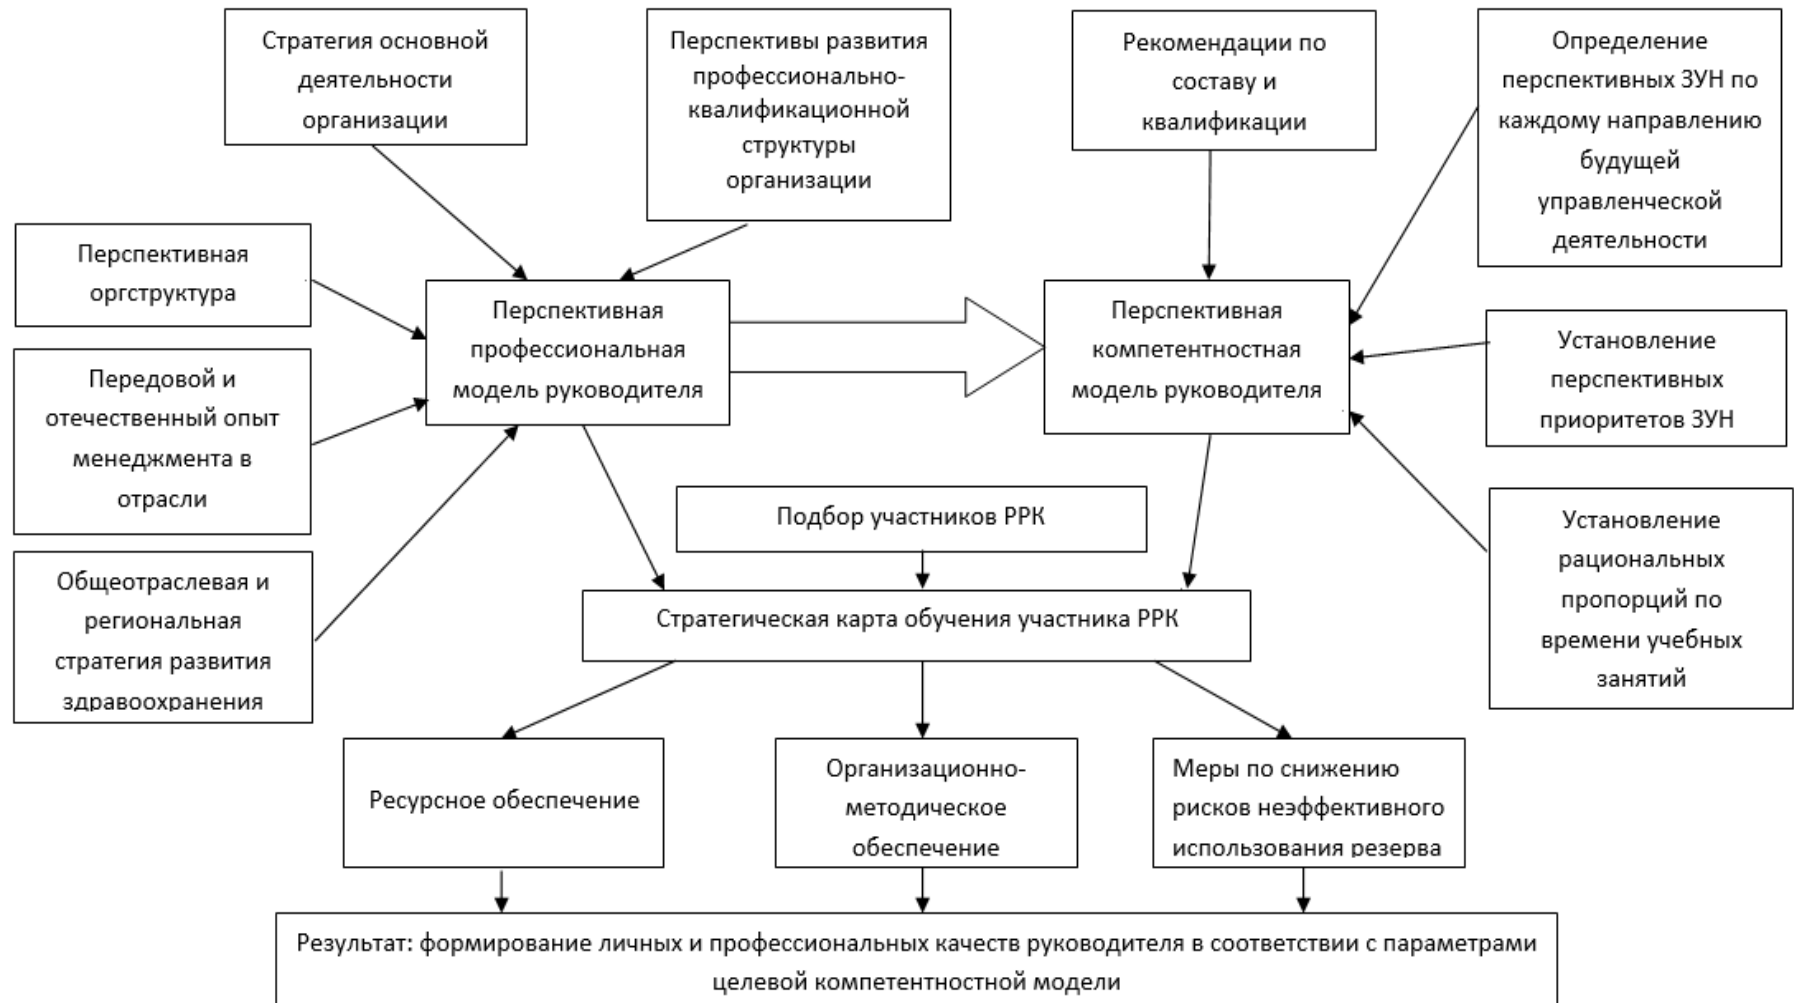 Стратегия основной
деятельности
организации
Перспективы развития
профессионально-
квалификационной
структуры
организации
Рекомендации по
составу и
квалификации
Определение
перспективных ЗУН по
каждому направлению
будущей
управленческой
деятельности
Перспективная
оргструктура
Перспективная
профессиональная
модель руководителя
Перспективная
компетентностная
модель руководителя
Установление
перспективных
приоритетов ЗУН
Передовой и
отечественный опыт
менеджмента в
отрасли
Подбор участников РРК
Установление
рациональных
пропорций по
времени учебных
занятий
Общеотраслевая и
региональная
стратегия развития
здравоохранения
Стратегическая карта обучения участника РРК
Ресурсное обеспечение
Организационно-
методическое
обеспечение
Меры по снижению
рисков неэффективного
использования резерва
Результат: формирование личных и профессиональных качеств руководителя в соответствии с параметрами
целевой компетентностной модели